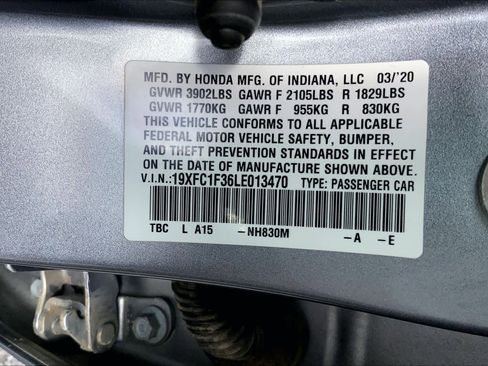 MFD. BY HONDA MFG. OF INDIANA, LLC 03/'20
GVWR 3902LBS GAWR F 2105LBS R 1829LBS
GVWR 1770KG GAWR F 955KG R 830KG
THIS VEHICLE CONFORMS TO ALL APPLICABLE
FEDERAL MOTOR VEHICLE SAFETY, BUMPER,
AND THEFT PREVENTION STANDARDS IN EFFECT
ON THE DATE OF MANUFACTURE SHOWN ABOVE.
V.I.N.:19XFC1F36LE013470 TYPE: PASSENGER CAR
TBC L A15 -NH830M -A -E